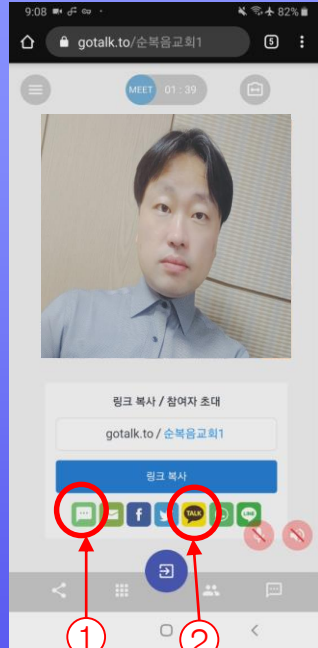 9:08
82%
gotalk.to/순복음교회1
5
MEET 01 : 39
링크 복사 / 참여자 초대
gotalk.to / 순복음교회1
링크 복사
f TALK LINE
① ②